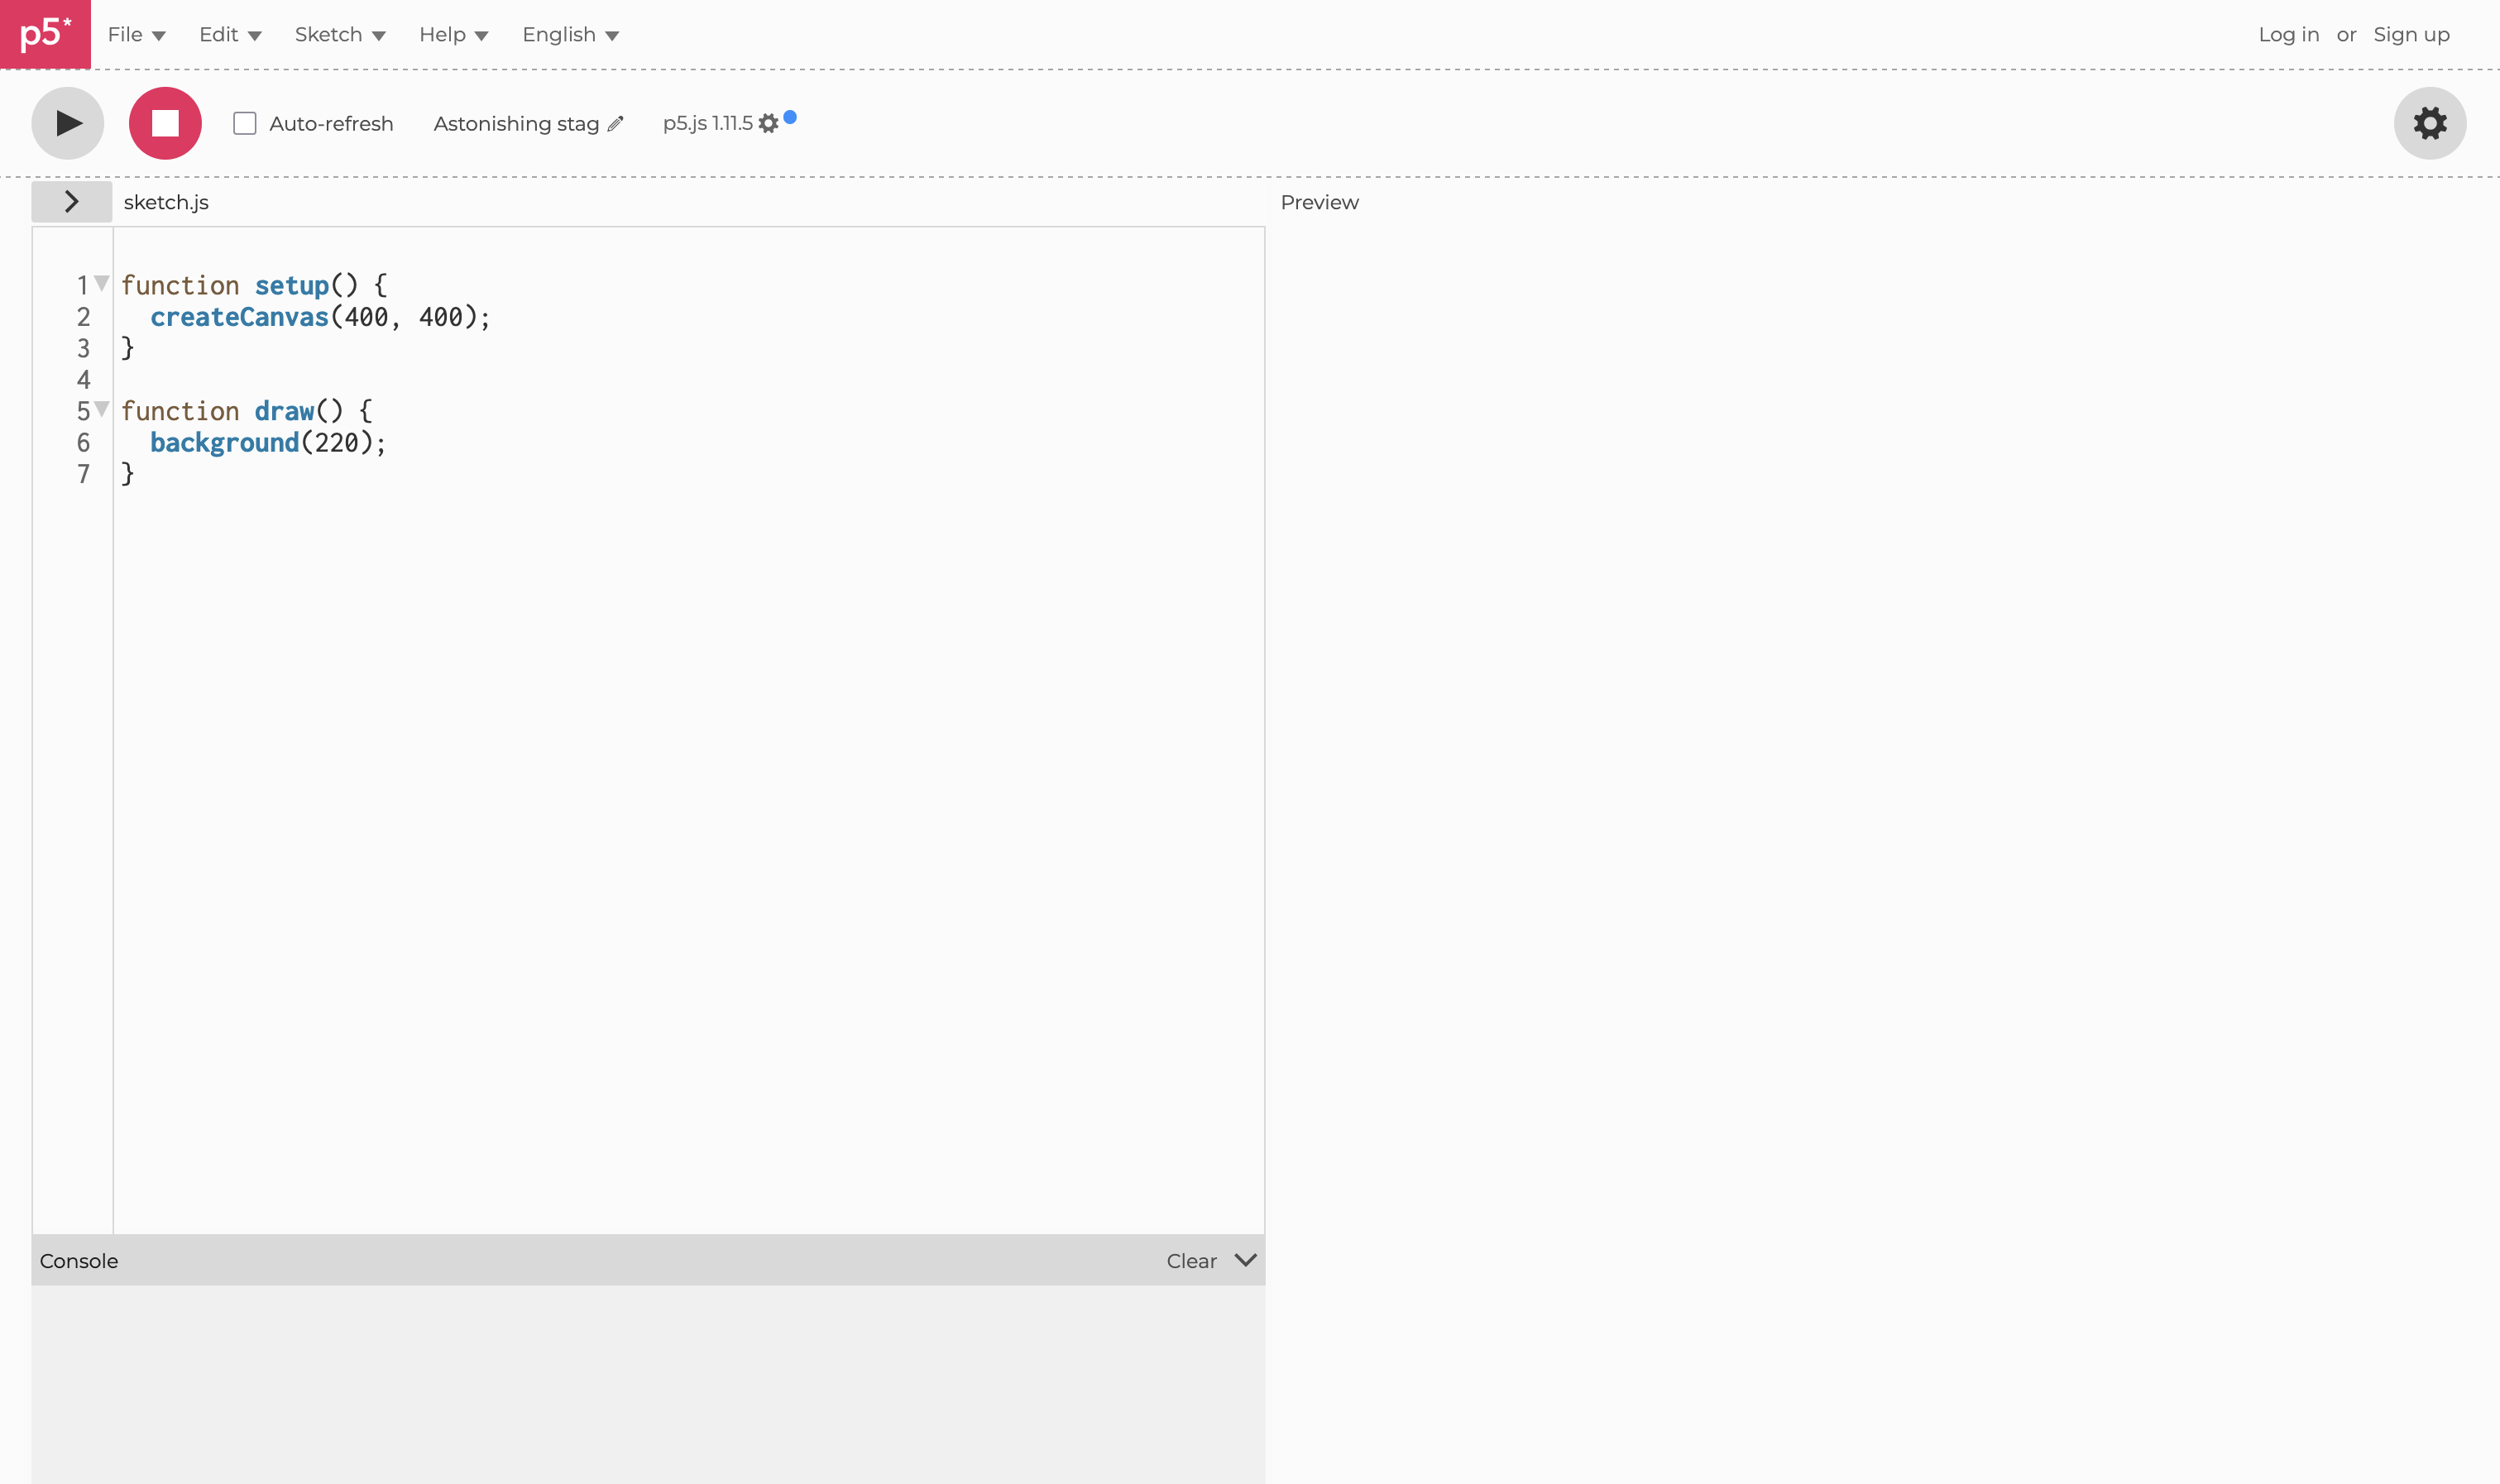 p5* File Edit Sketch Help English Log in or Sign up
Auto-refresh Astonishing stag p5.js 1.11.5
sketch.js
Preview
1 function setup() {
2   createCanvas(400, 400);
3 }
4
5 function draw() {
6   background(220);
7 }
Console Clear